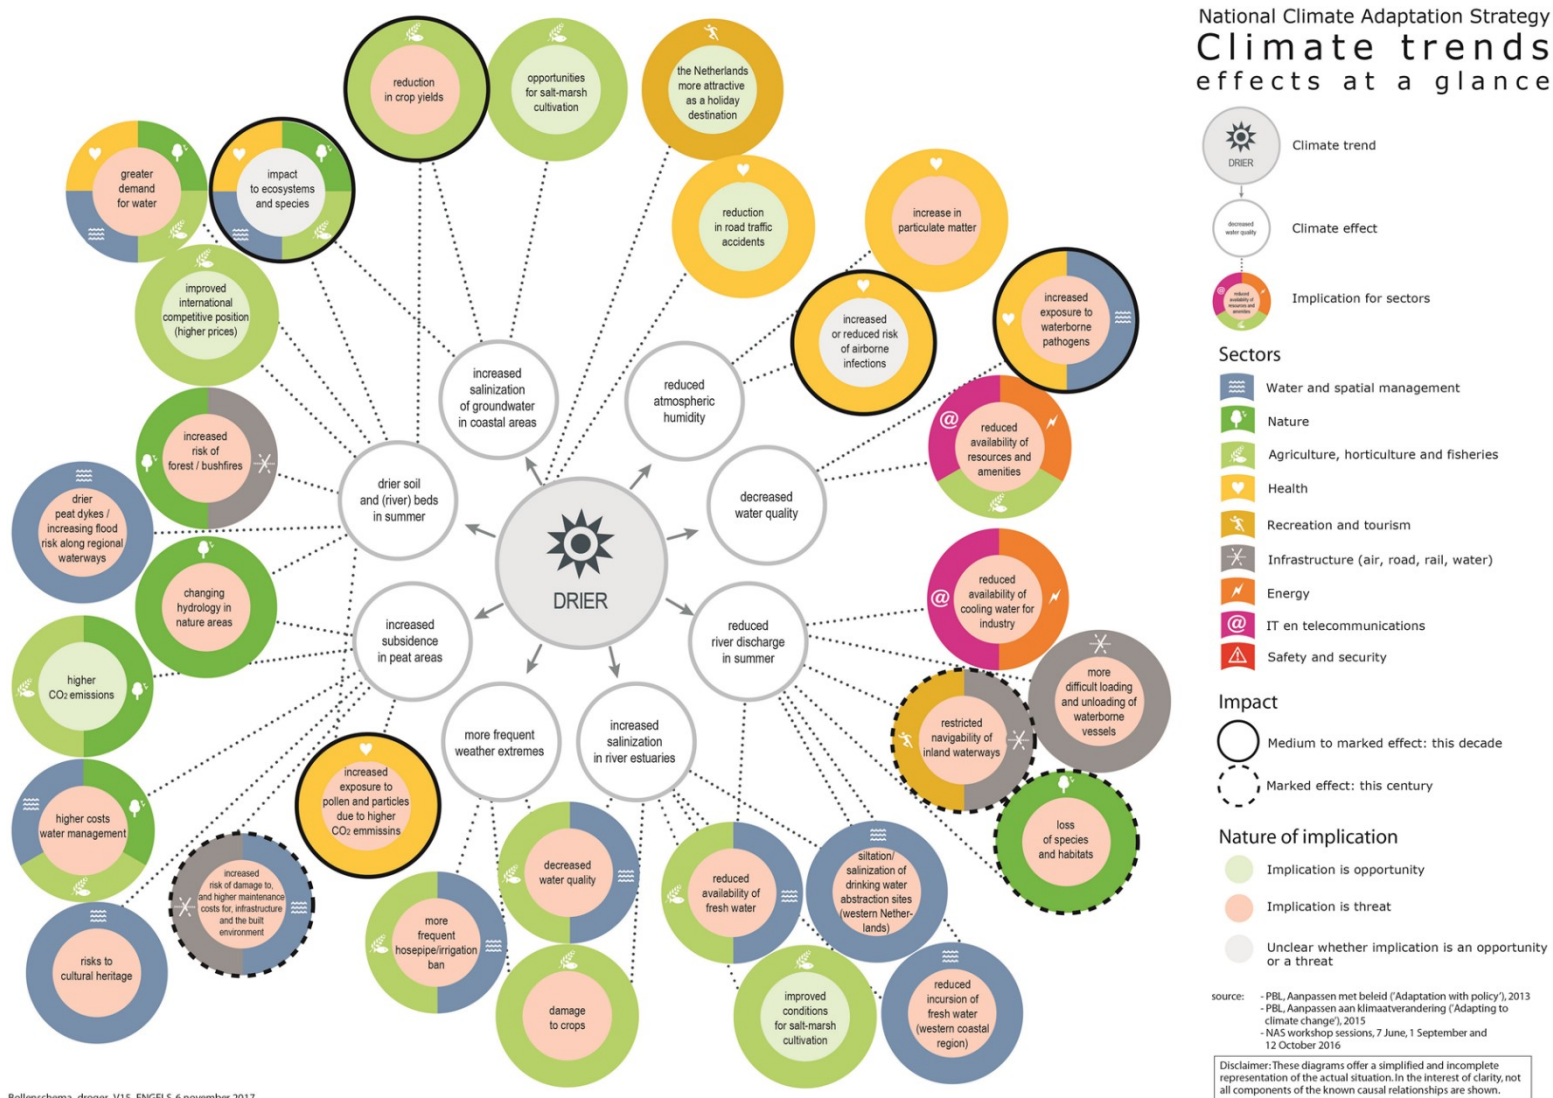 National Climate Adaptation Strategy
Climate trends
effects at a glance
DRIER
Climate trend
decreased
water quality
Climate effect
reduced
availability of
resources and
amenities
Implication for sectors
Sectors
Water and spatial management
Nature
Agriculture, horticulture and fisheries
Health
Recreation and tourism
Infrastructure (air, road, rail, water)
Energy
@
IT en telecommunications
Safety and security
Impact
Medium to marked effect: this decade
Marked effect: this century
Nature of implication
Implication is opportunity
Implication is threat
Unclear whether implication is an opportunity
or a threat
source:
- PBL, Aanpassen met beleid ('Adaptation with policy'), 2013
- PBL, Aanpassen aan klimaatverandering ('Adapting to
climate change'), 2015
- NAS workshop sessions, 7 June, 1 September and
12 October 2016
Disclaimer: These diagrams offer a simplified and incomplete
representation of the actual situation. In the interest of clarity, not
all components of the known causal relationships are shown.
reduction
in crop yields
opportunities
for salt-marsh
cultivation
the Netherlands
more attractive
as a holiday
destination
greater
demand
for water
impact
to ecosystems
and species
reduction
in road traffic
accidents
increase in
particulate matter
improved
international
competitive position
(higher prices)
increased
or reduced risk
of airborne
infections
increased
exposure to
waterborne
pathogens
increased
salinization
of groundwater
in coastal areas
reduced
atmospheric
humidity
increased
risk of
forest / bushfires
@
reduced
availability of
resources and
amenities
drier soil
and (river) beds
in summer
decreased
water quality
drier
peat dykes /
increasing flood
risk along regional
waterways
DRIER
changing
hydrology in
nature areas
@
reduced
availability of
cooling water for
industry
increased
subsidence
in peat areas
reduced
river discharge
in summer
higher
CO2 emissions
more
difficult loading
and unloading of
waterborne
vessels
more frequent
weather extremes
increased
salinization
in river estuaries
restricted
navigability of
inland waterways
increased
exposure to
pollen and particles
due to higher
CO2 emmissins
higher costs
water management
loss
of species
and habitats
decreased
water quality
reduced
availability of
fresh water
siltation/
salinization of
drinking water
abstraction sites
(western Nether-
lands)
increased
risk of damage to,
and higher maintenance
costs for, infrastructure
and the built
environment
more
frequent
hosepipe/irrigation
ban
risks to
cultural heritage
damage
to crops
improved
conditions
for salt-marsh
cultivation
reduced
incursion of
fresh water
(western coastal
region)
Bollenschema droger V15 ENGELS 6 november 2017